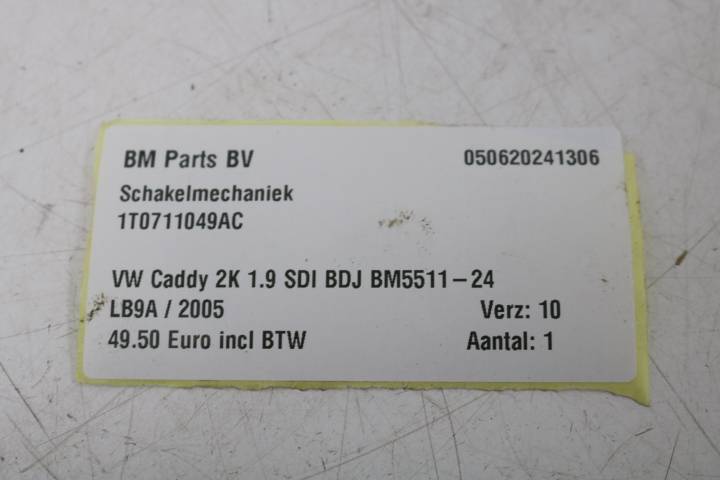 BM Parts BV 050620241306
Schakelmechaniek
1T0711049AC
VW Caddy 2K 1.9 SDI BDJ BM5511-24
LB9A / 2005 Verz: 10
49.50 Euro incl BTW Aantal: 1